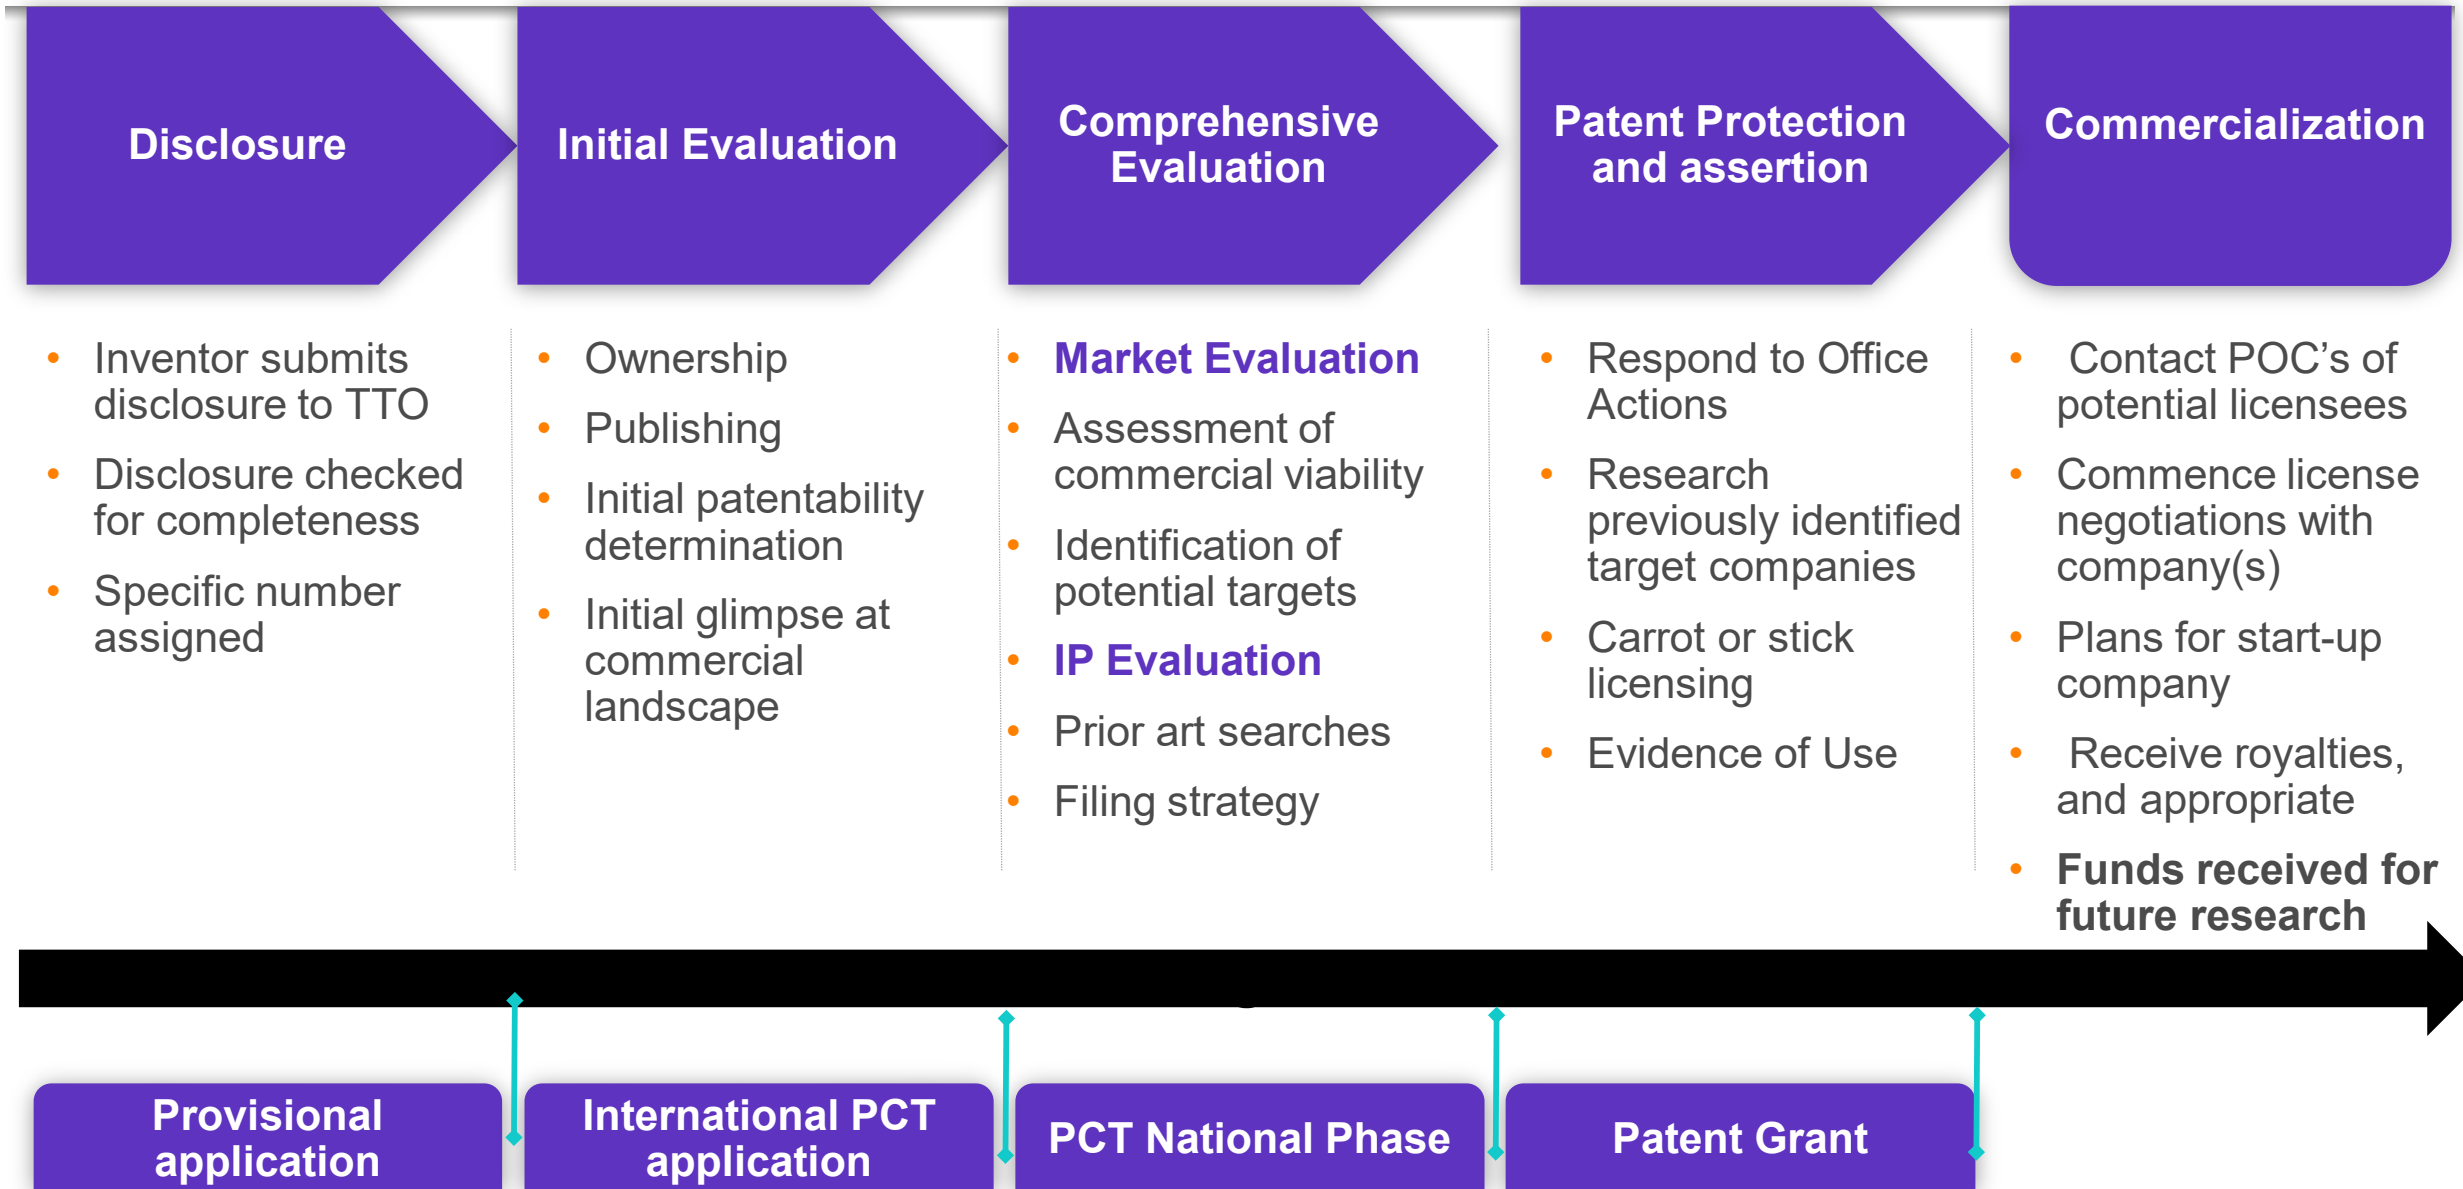 Disclosure
Initial Evaluation
Comprehensive
Evaluation
Patent Protection
and assertion
Commercialization
• Inventor submits
disclosure to TTO
• Disclosure checked
for completeness
• Specific number
assigned
• Ownership
• Publishing
• Initial patentability
determination
• Initial glimpse at
commercial
landscape
• Market Evaluation
• Assessment of
commercial viability
• Identification of
potential targets
• IP Evaluation
• Prior art searches
• Filing strategy
• Respond to Office
Actions
• Research
previously identified
target companies
• Carrot or stick
licensing
• Evidence of Use
• Contact POC’s of
potential licensees
• Commence license
negotiations with
company(s)
• Plans for start-up
company
• Receive royalties,
and appropriate
• Funds received for
future research
Provisional
application
International PCT
application
PCT National Phase
Patent Grant